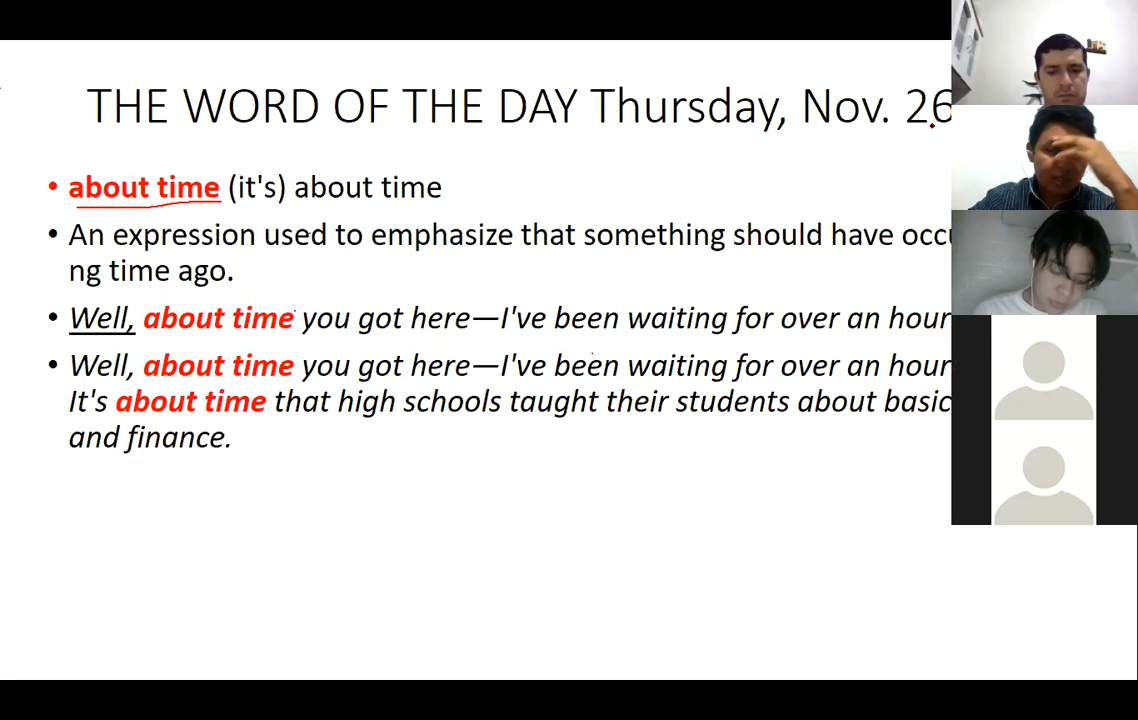 THE WORD OF THE DAY Thursday, Nov. 26
• about time (it's) about time
• An expression used to emphasize that something should have
ng time ago.
• Well, about time you got here—I've been waiting for over an hour
• Well, about time you got here—I've been waiting for over an hour
It's about time that high schools taught their students about basic
and finance.